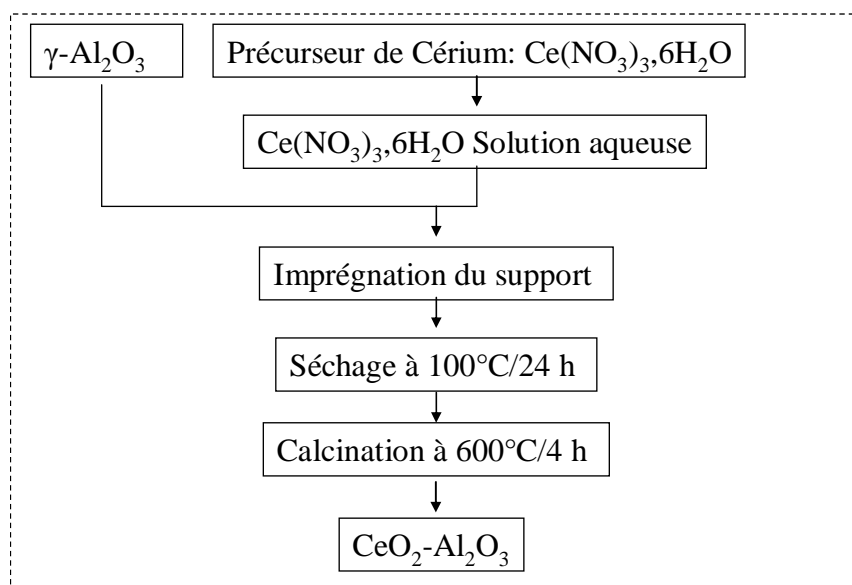 γ-Al₂O₃
Précurseur de Cérium: Ce(NO₃)₃,6H₂O
Ce(NO₃)₃,6H₂O Solution aqueuse
Imprégnation du support
Séchage à 100°C/24 h
Calcination à 600°C/4 h
CeO₂-Al₂O₃